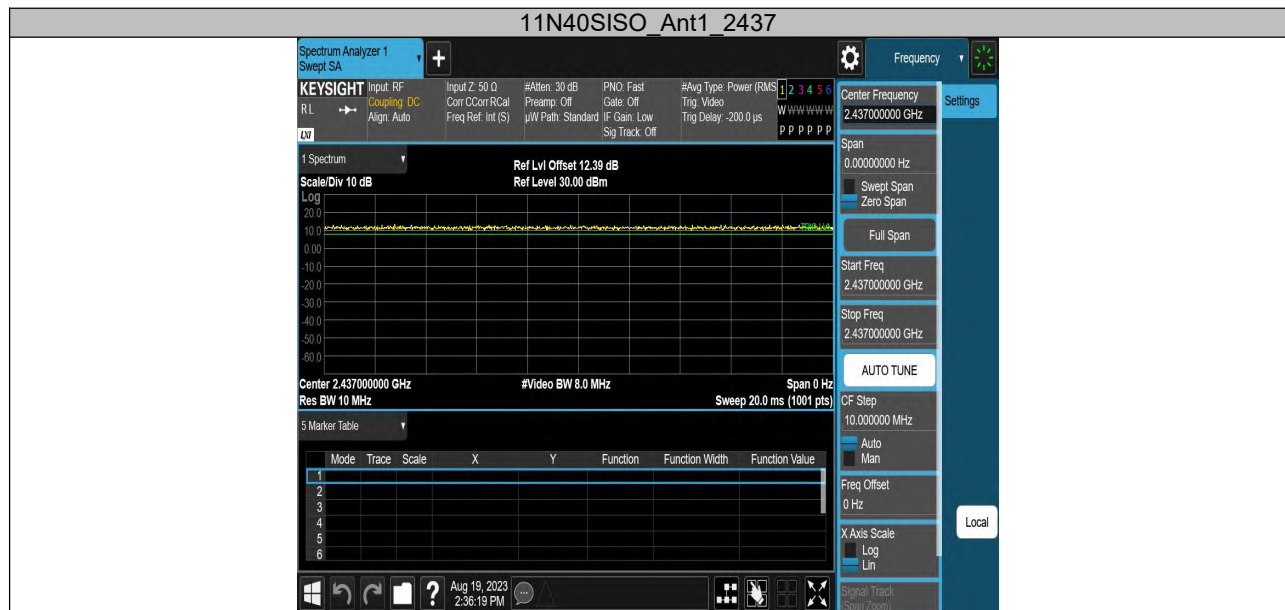 11N40SISO_Ant1_2437
Spectrum Analyzer 1
Swept SA
Frequency
KEYSIGHT
RL
LXI
Input: RF
Coupling: DC
Align: Auto
Input Z: 50 Ω
Corr CCorr RCal
Freq Ref: Int (S)
#Atten: 30 dB
Preamp: Off
µW Path: Standard
PNO: Fast
Gate: Off
IF Gain: Low
Sig Track: Off
#Avg Type: Power (RMS
Trig: Video
Trig Delay: -200.0 µs
1 2 3 4 5 6
W W W W W W
P P P P P P
1 Spectrum
Scale/Div 10 dB
Ref Lvl Offset 12.39 dB
Ref Level 30.00 dBm
Log
20.0
10.0
0.00
-10.0
-20.0
-30.0
-40.0
-50.0
-60.0
Center 2.437000000 GHz
Res BW 10 MHz
#Video BW 8.0 MHz
Span 0 Hz
Sweep 20.0 ms (1001 pts)
5 Marker Table
Mode Trace Scale X Y Function Function Width Function Value
1
2
3
4
5
6
Aug 19, 2023
2:36:19 PM
Center Frequency
2.437000000 GHz
Settings
Span
0.00000000 Hz
Swept Span
Zero Span
Full Span
Start Freq
2.437000000 GHz
Stop Freq
2.437000000 GHz
AUTO TUNE
CF Step
10.000000 MHz
Auto
Man
Freq Offset
0 Hz
X Axis Scale
Log
Lin
Local
Signal Track
(Span Zoom)